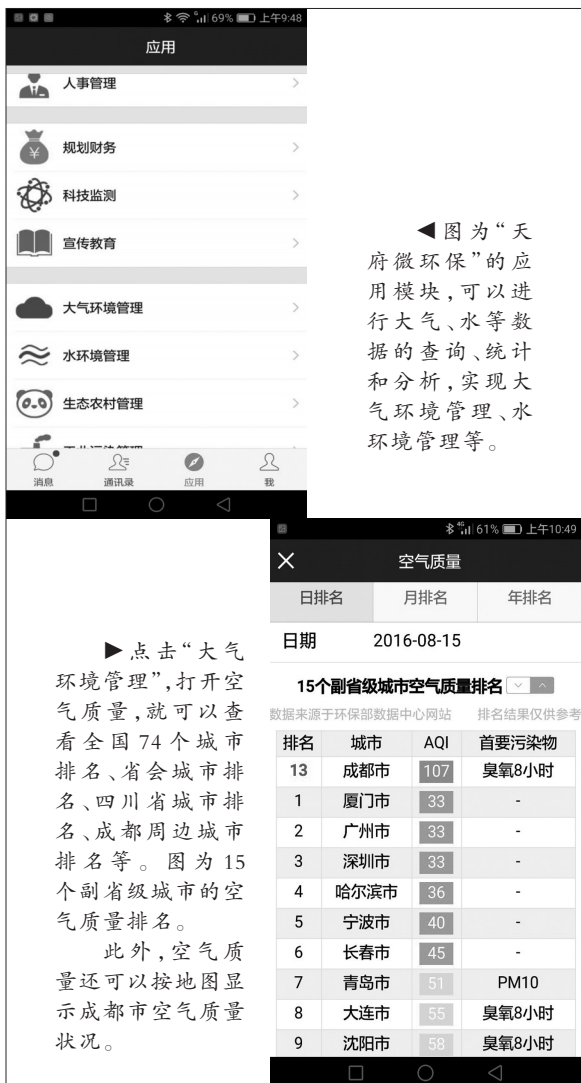 69% 上午9:48
应用
人事管理
规划财务
科技监测
宣传教育
大气环境管理
水环境管理
生态农村管理
消息 通讯录 应用 我
◀图为“天
府微环保”的应
用模块,可以进
行大气、水等数
据的查询、统计
和分析,实现大
气环境管理、水
环境管理等。
4G 61% 上午10:49
空气质量
日排名 月排名 年排名
日期 2016-08-15
15个副省级城市空气质量排名
数据来源于环保部数据中心网站 排名结果仅供参考
排名 城市 AQI 首要污染物
13 成都市 107 臭氧8小时
1 厦门市 33 -
2 广州市 33 -
3 深圳市 33 -
4 哈尔滨市 36 -
5 宁波市 40 -
6 长春市 45 -
7 青岛市 51 PM10
8 大连市 55 臭氧8小时
9 沈阳市 58 臭氧8小时
▶点击“大气
环境管理”,打开空
气质量,就可以查
看全国74个城市
排名、省会城市排
名、四川省城市排
名、成都周边城市
排名等。图为15
个副省级城市的空
气质量排名。
此外,空气质
量还可以按地图显
示成都市空气质量
状况。